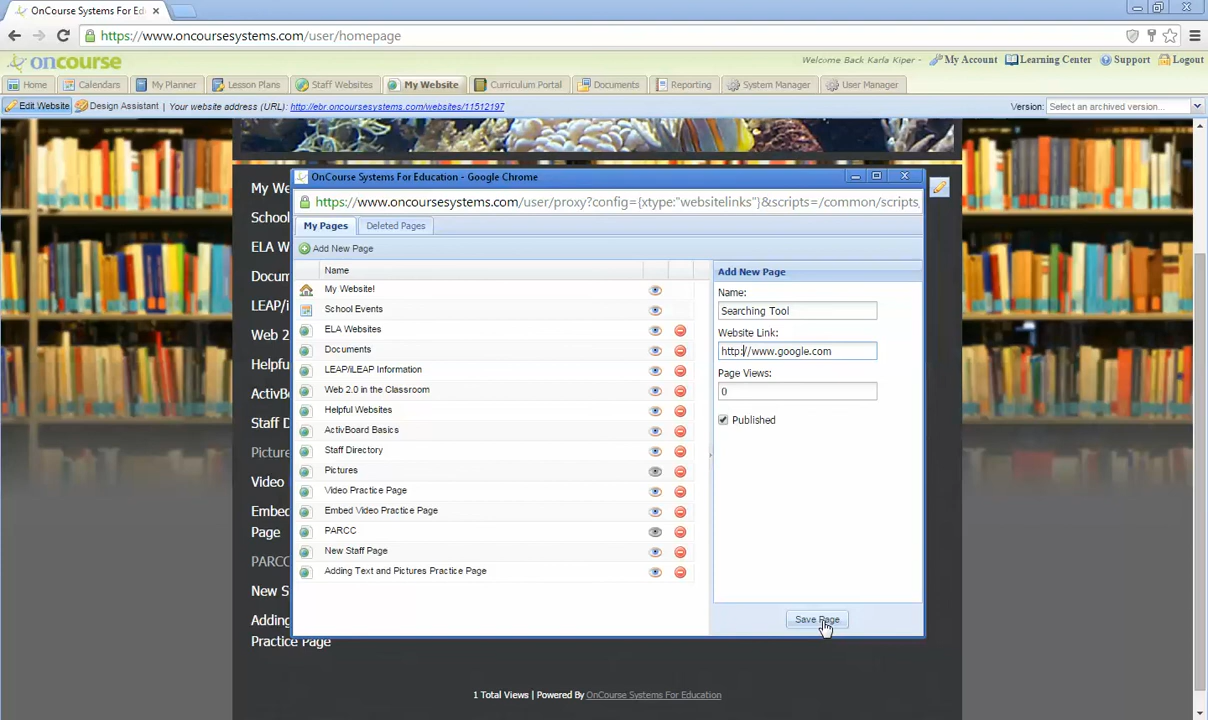 OnCourse Systems For Edu
https://www.oncoursesystems.com/user/homepage
oncourse
Welcome Back Karla Kiper
My Account
Learning Center
Support
Logout
Home
Calendars
My Planner
Lesson Plans
Staff Websites
My Website
Curriculum Portal
Documents
Reporting
System Manager
User Manager
Edit Website
Design Assistant
Your website address (URL): http://ebr.oncoursesystems.com/websites/11512197
Version:
Select an archived version...
My We
School
ELA W
Docum
LEAP/i
Web 2
Helpfu
ActivBo
Staff D
Picture
Video
Embed
Page
PARCC
New S
Adding
Practice Page
OnCourse Systems For Education - Google Chrome
https://www.oncoursesystems.com/user/proxy?config={xtype:"websitelinks"}&scripts=/common/scripts_
My Pages
Deleted Pages
Add New Page
Name
My Website!
School Events
ELA Websites
Documents
LEAP/iLEAP Information
Web 2.0 in the Classroom
Helpful Websites
ActivBoard Basics
Staff Directory
Pictures
Video Practice Page
Embed Video Practice Page
PARCC
New Staff Page
Adding Text and Pictures Practice Page
Add New Page
Name:
Searching Tool
Website Link:
http://www.google.com
Page Views:
0
Published
Save Page
1 Total Views | Powered By OnCourse Systems For Education